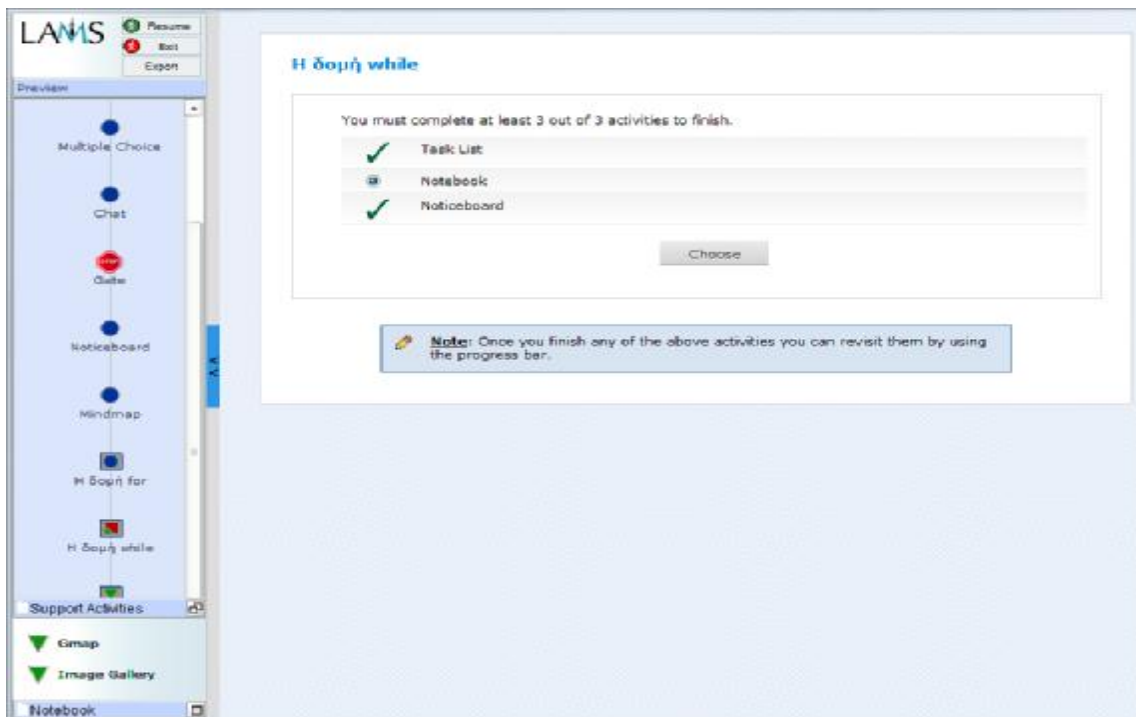 LAMS
Resume
Exit
Export
Preview
Multiple Choice
Chat
STOP
Gate
Noticeboard
Mindmap
Η δομή for
Η δομή while
Support Activities
Gmap
Image Gallery
Notebook
Η δομή while
You must complete at least 3 out of 3 activities to finish.
Task List
Notebook
Noticeboard
Choose
Note: Once you finish any of the above activities you can revisit them by using
the progress bar.